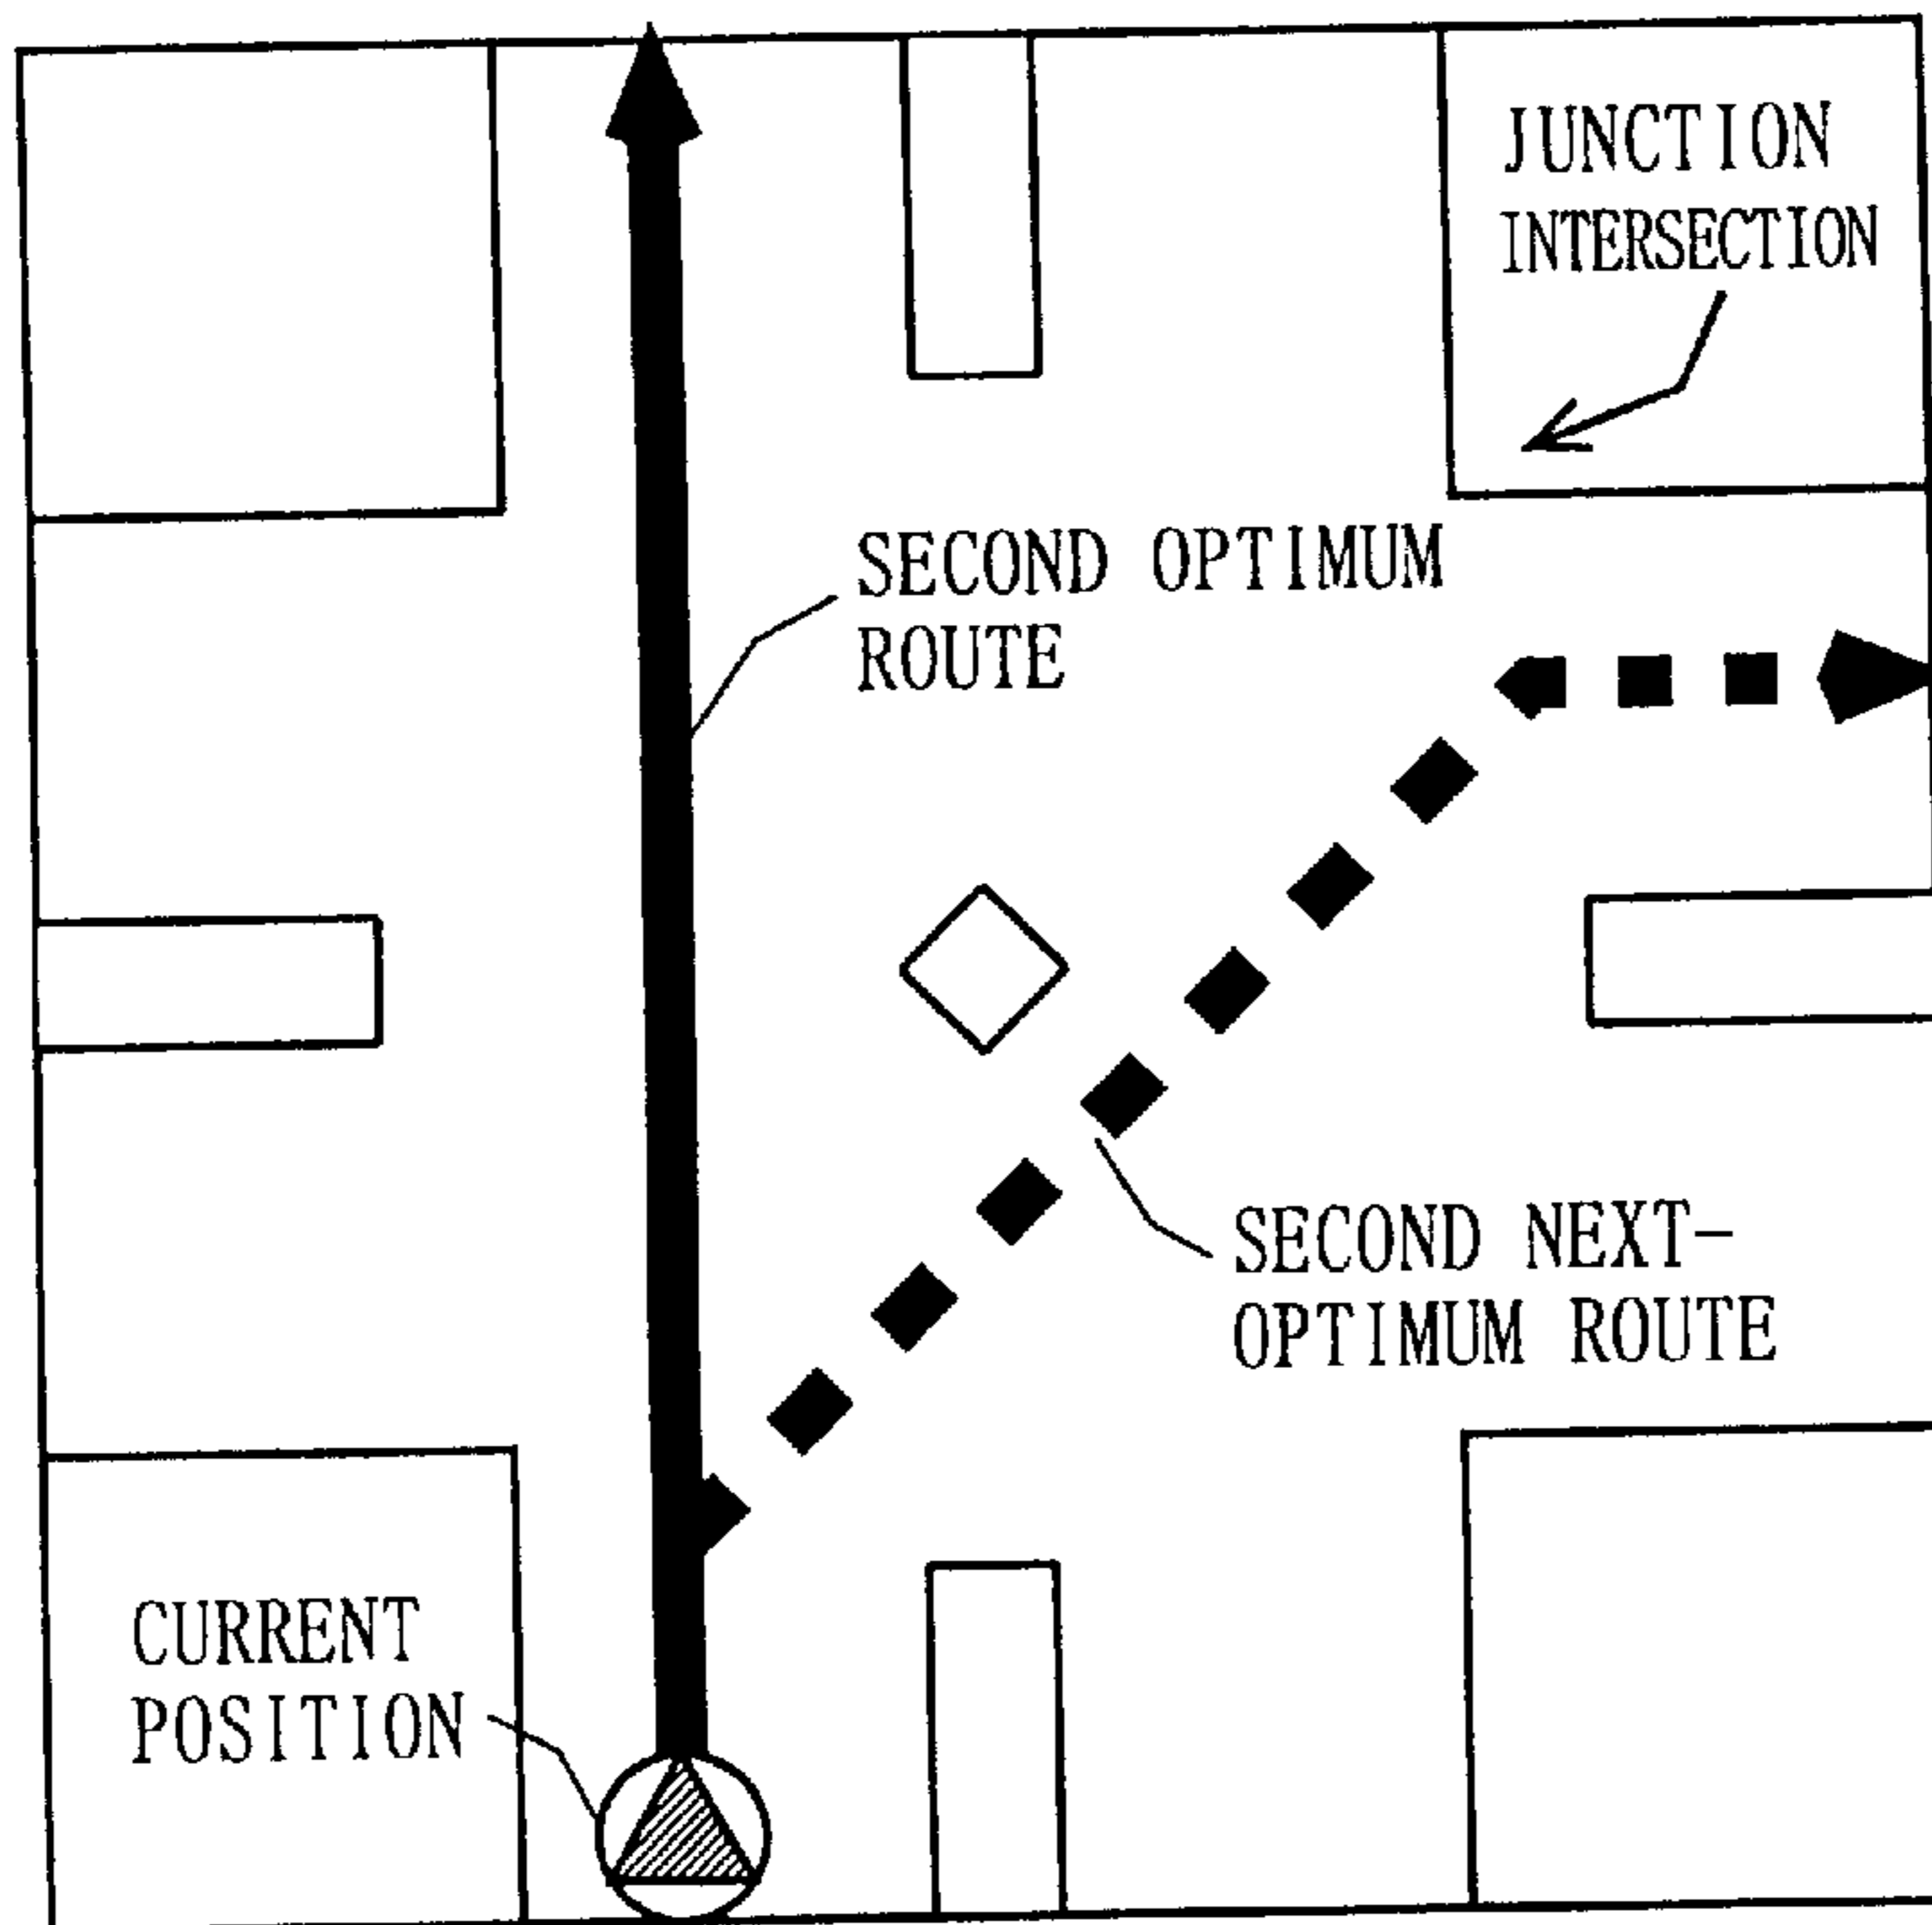 JUNCTION
INTERSECTION
SECOND OPTIMUM
ROUTE
SECOND NEXT-
OPTIMUM ROUTE
CURRENT
POSITION